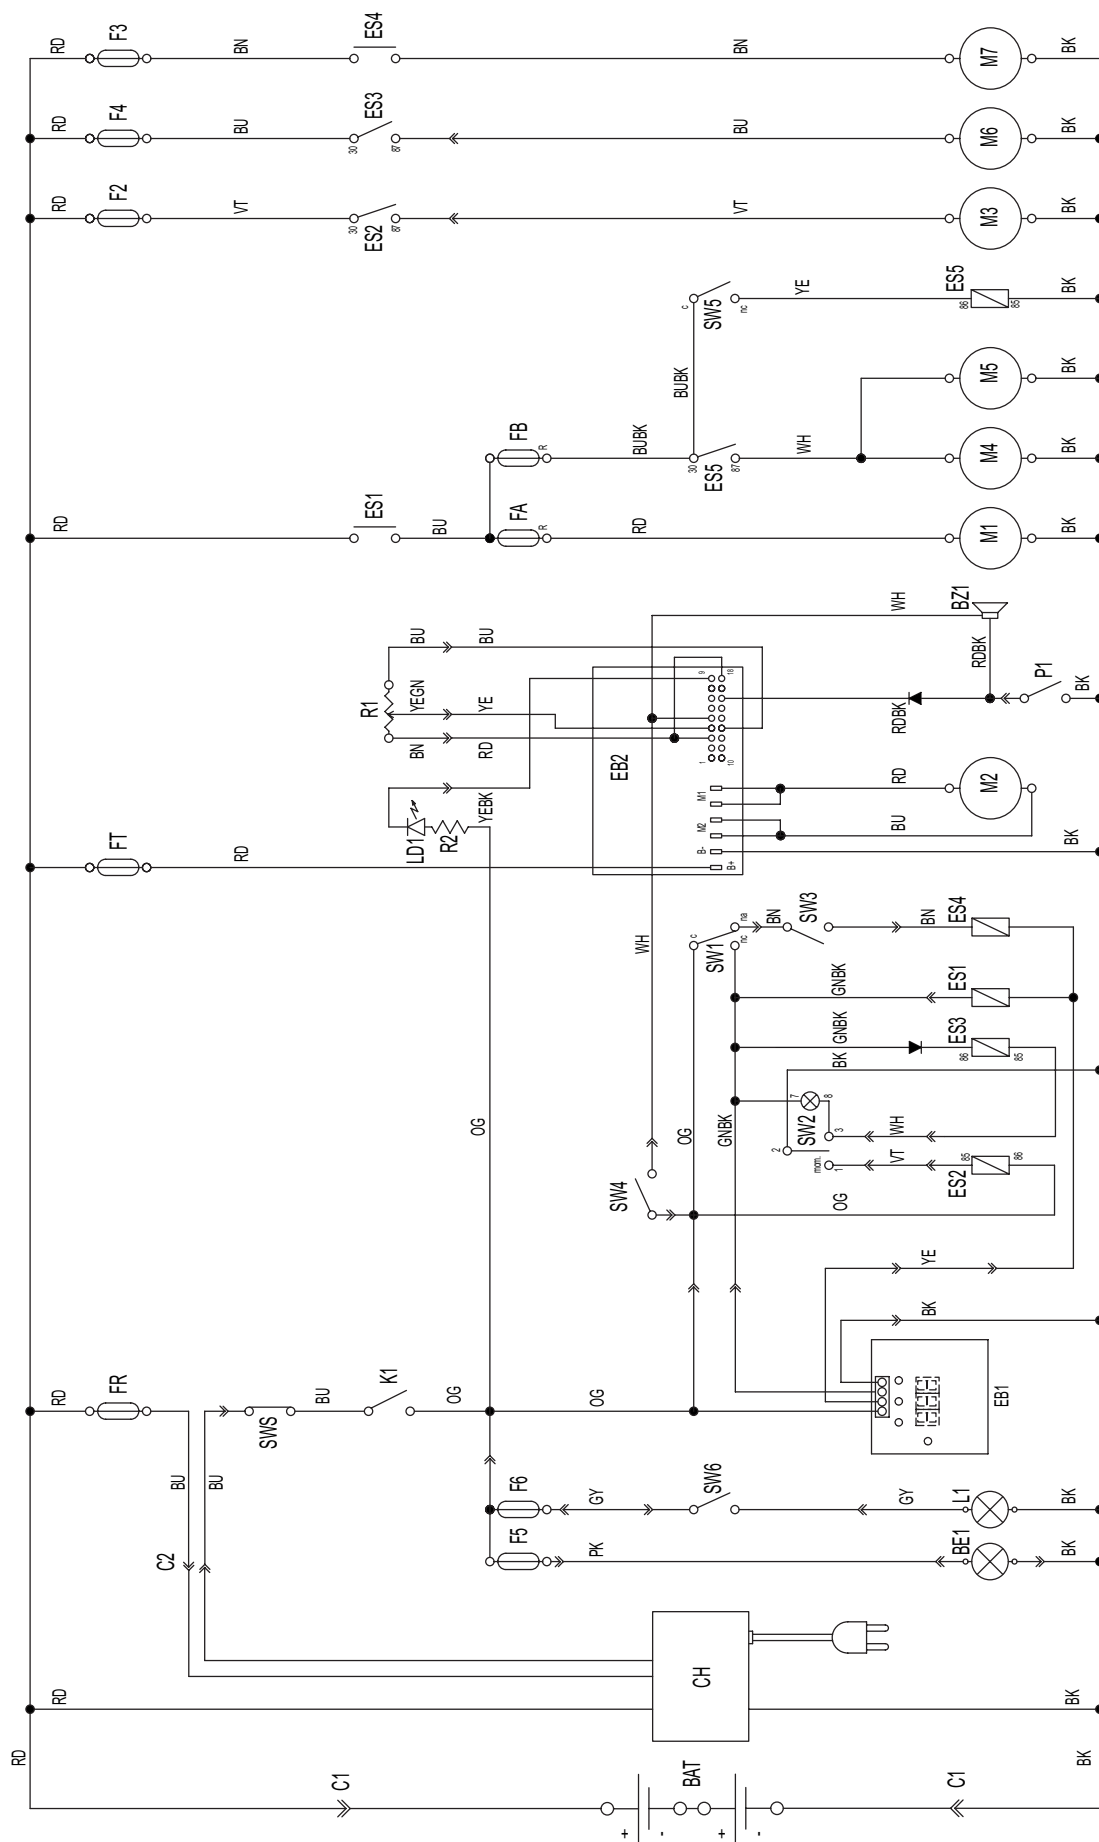 RD
F3
BN
ES4
BN
M7
BK
RD
F4
BU
30
ES3
87
BU
M6
BK
RD
F2
VT
30
ES2
87
VT
M3
BK
c
SW5
nc
YE
86
ES5
85
BK
BUBK
M5
BK
FB
R
BUBK
30
ES5
87
WH
M4
BK
RD
ES1
BU
FA
R
RD
M1
BK
WH
BZ1
RDBK
P1
BK
RDBK
BU
BU
R1
YEGN
YE
BN
RD
9
18
1
10
EB2
M1
M2
B-
B+
LD1
R2
YEBK
RD
M2
BU
BK
FT
RD
WH
c
na
SW1
nc
BN
SW3
BN
ES4
GNBK
ES1
GNBK
86
ES3
85
BK
7
8
SW2
2
3
WH
mom.
1
VT
85
ES2
86
OG
GNBK
OG
OG
SW4
YE
BK
EB1
RD
FR
BU
BU
C2
SWS
BU
K1
OG
OG
F6
GY
SW6
GY
L1
BK
F5
PK
BE1
BK
CH
RD
BK
RD
C1
+
-
BAT
+
-
C1
BK